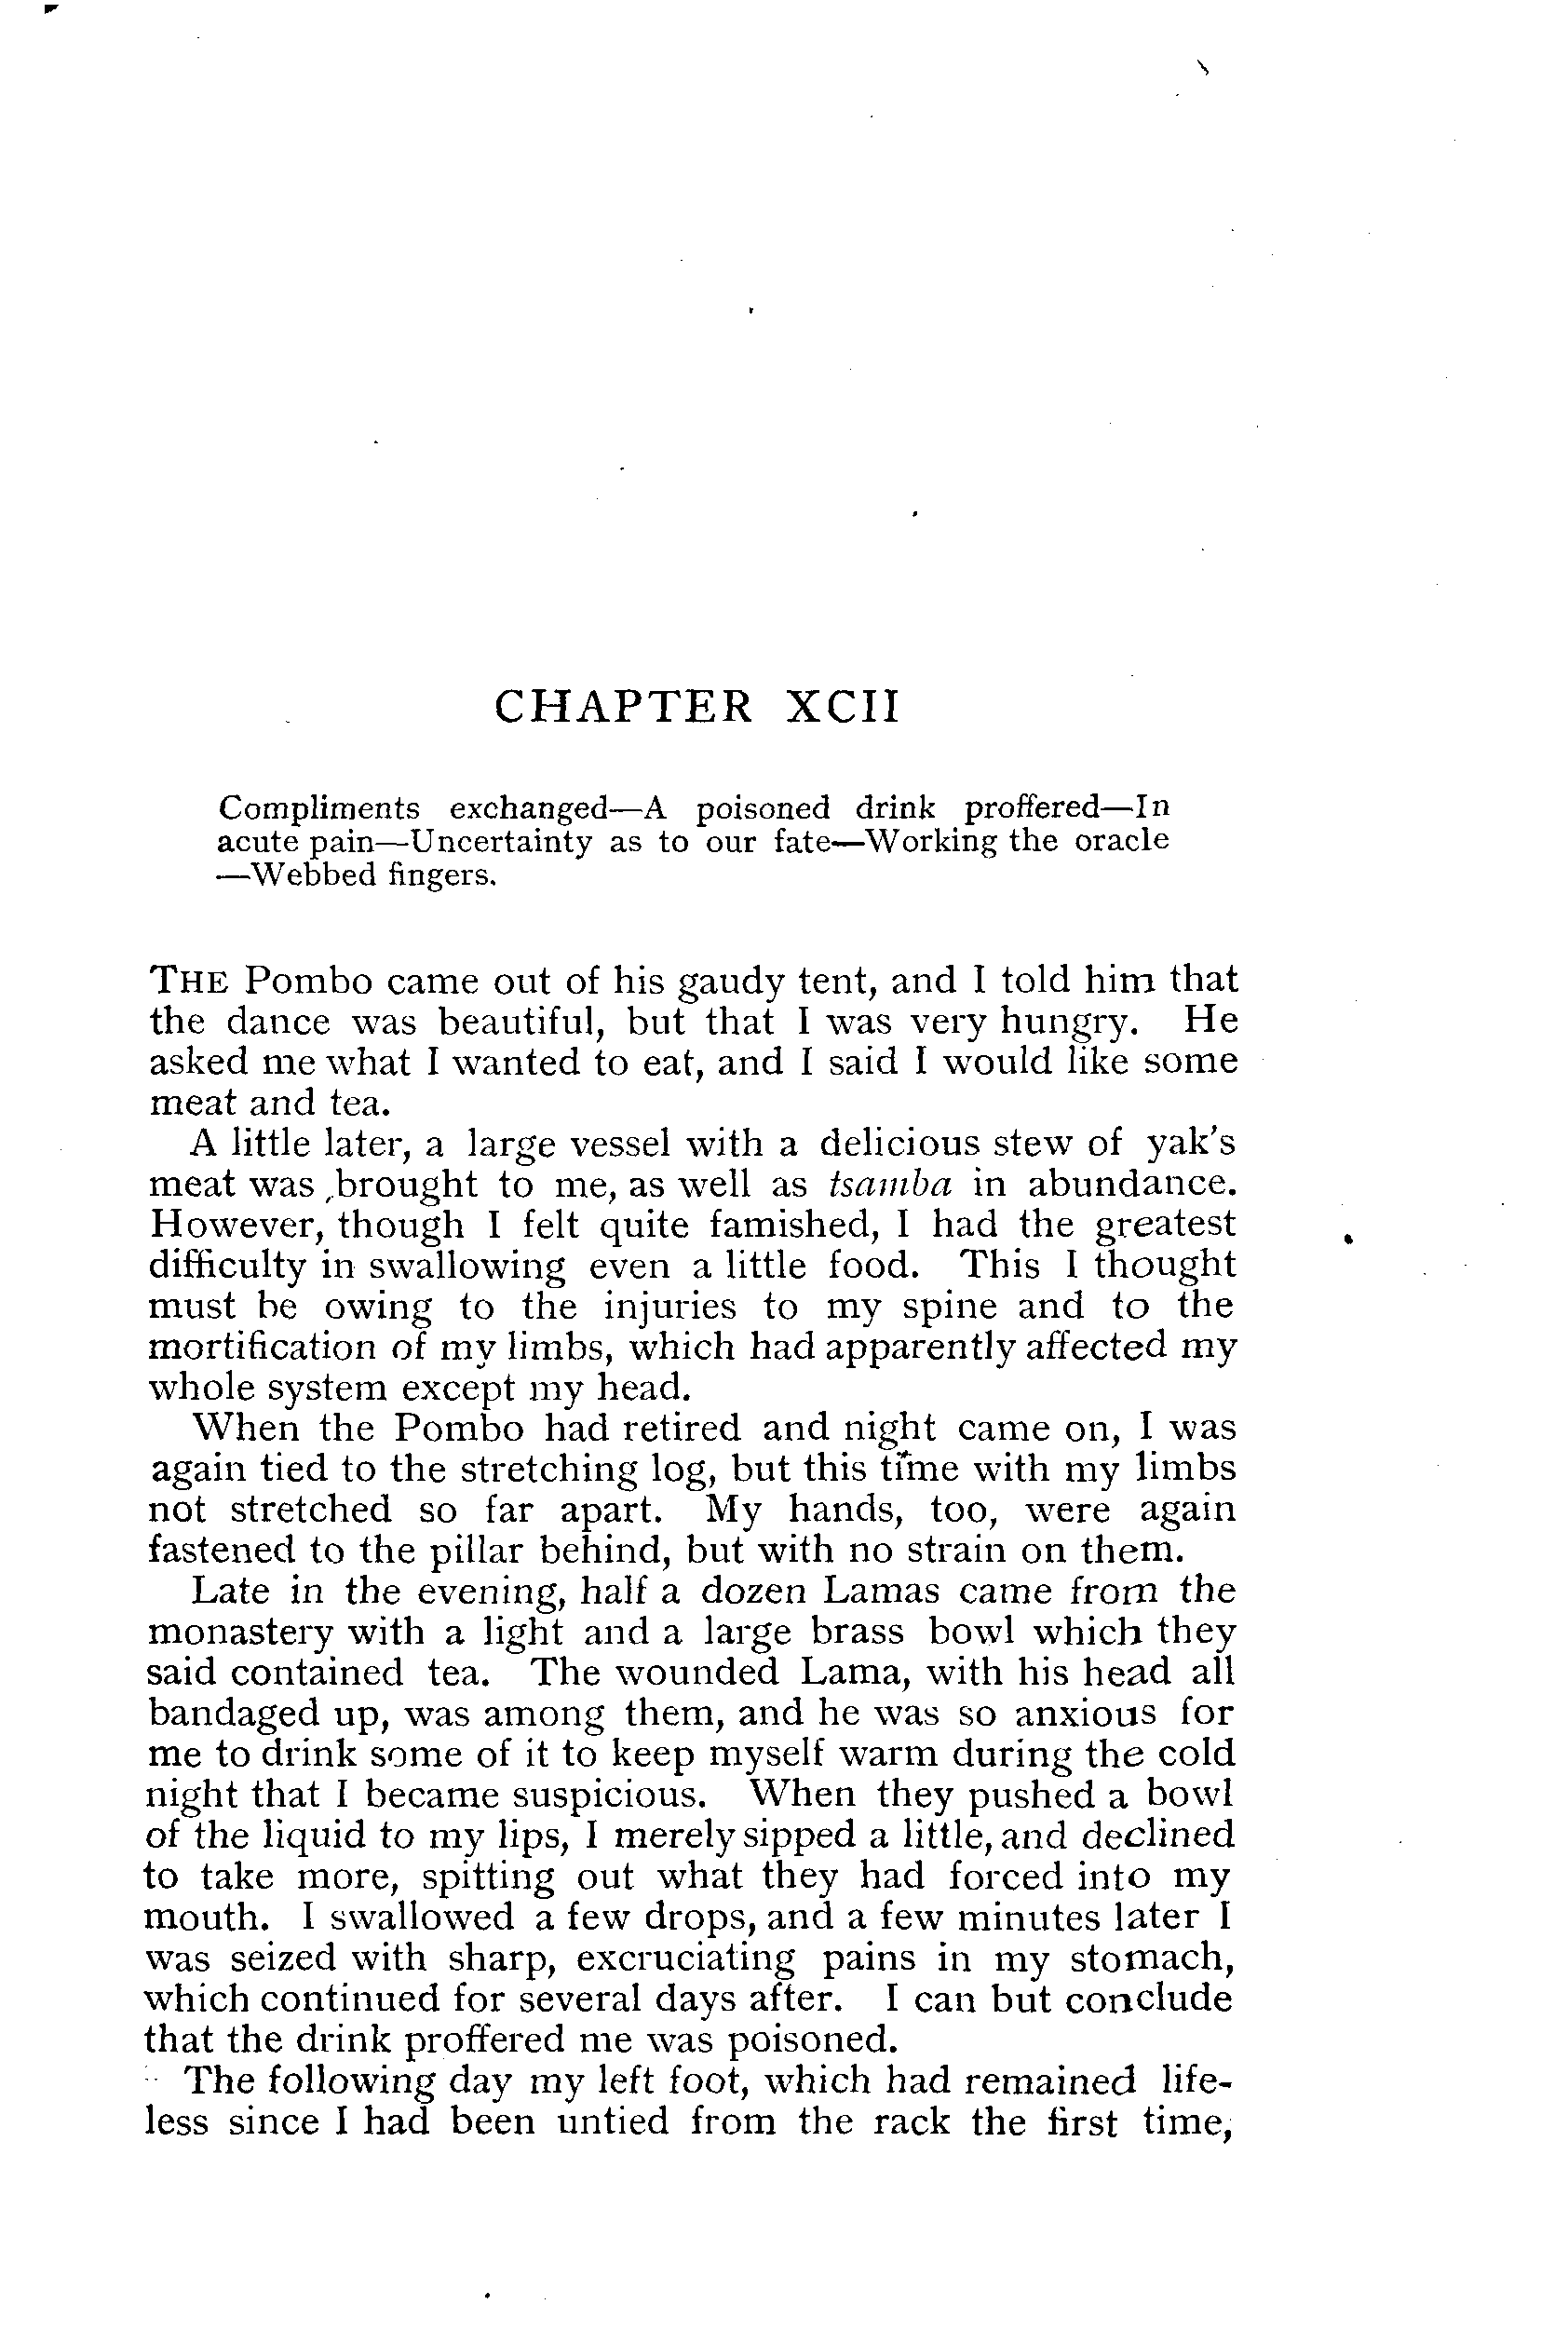 CHAPTER XCII
Compliments exchanged—A poisoned drink proffered—In
acute pain—Uncertainty as to our fate—Working the oracle
—Webbed fingers.
THE Pombo came out of his gaudy tent, and I told him that
the dance was beautiful, but that I was very hungry. He
asked me what I wanted to eat, and I said I would like some
meat and tea.
A little later, a large vessel with a delicious stew of yak's
meat was brought to me, as well as tsamba in abundance.
However, though I felt quite famished, I had the greatest
difficulty in swallowing even a little food. This I thought
must be owing to the injuries to my spine and to the
mortification of my limbs, which had apparently affected my
whole system except my head.
When the Pombo had retired and night came on, I was
again tied to the stretching log, but this time with my limbs
not stretched so far apart. My hands, too, were again
fastened to the pillar behind, but with no strain on them.
Late in the evening, half a dozen Lamas came from the
monastery with a light and a large brass bowl which they
said contained tea. The wounded Lama, with his head all
bandaged up, was among them, and he was so anxious for
me to drink some of it to keep myself warm during the cold
night that I became suspicious. When they pushed a bowl
of the liquid to my lips, I merely sipped a little, and declined
to take more, spitting out what they had forced into my
mouth. I swallowed a few drops, and a few minutes later I
was seized with sharp, excruciating pains in my stomach,
which continued for several days after. I can but conclude
that the drink proffered me was poisoned.
The following day my left foot, which had remained life-
less since I had been untied from the rack the first time,